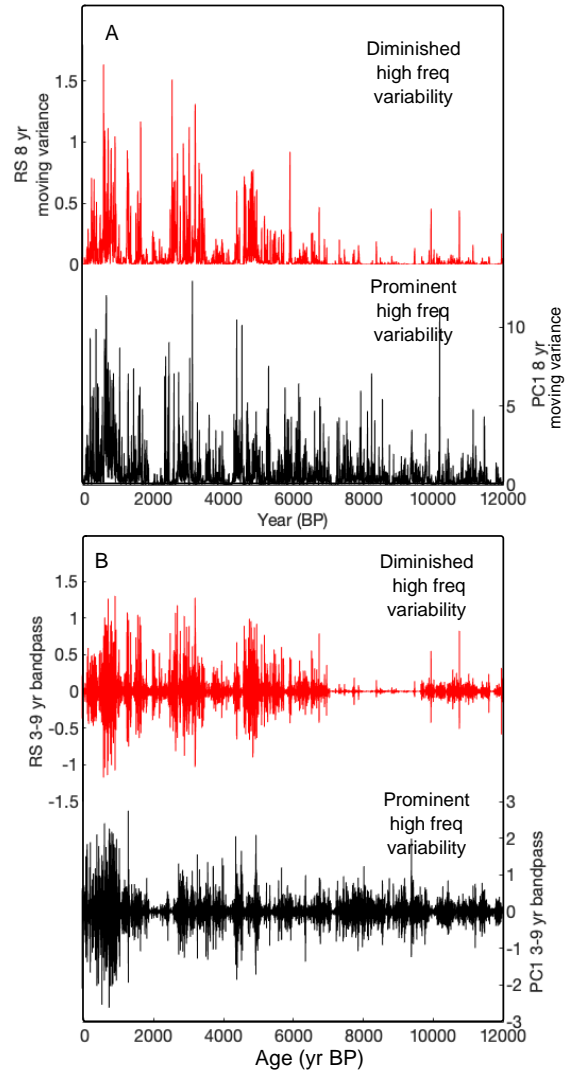 A
Diminished
high freq
variability
RS 8 yr
moving variance
1.5
1
0.5
0
Prominent
high freq
variability
PC1 8 yr
moving variance
10
5
0
0 2000 4000 6000 8000 10000 12000
Year (BP)
B
Diminished
high freq
variability
RS 3-9 yr bandpass
1.5
1
0.5
0
-0.5
-1
-1.5
Prominent
high freq
variability
PC1 3-9 yr bandpass
3
2
1
0
-1
-2
-3
0 2000 4000 6000 8000 10000 12000
Age (yr BP)